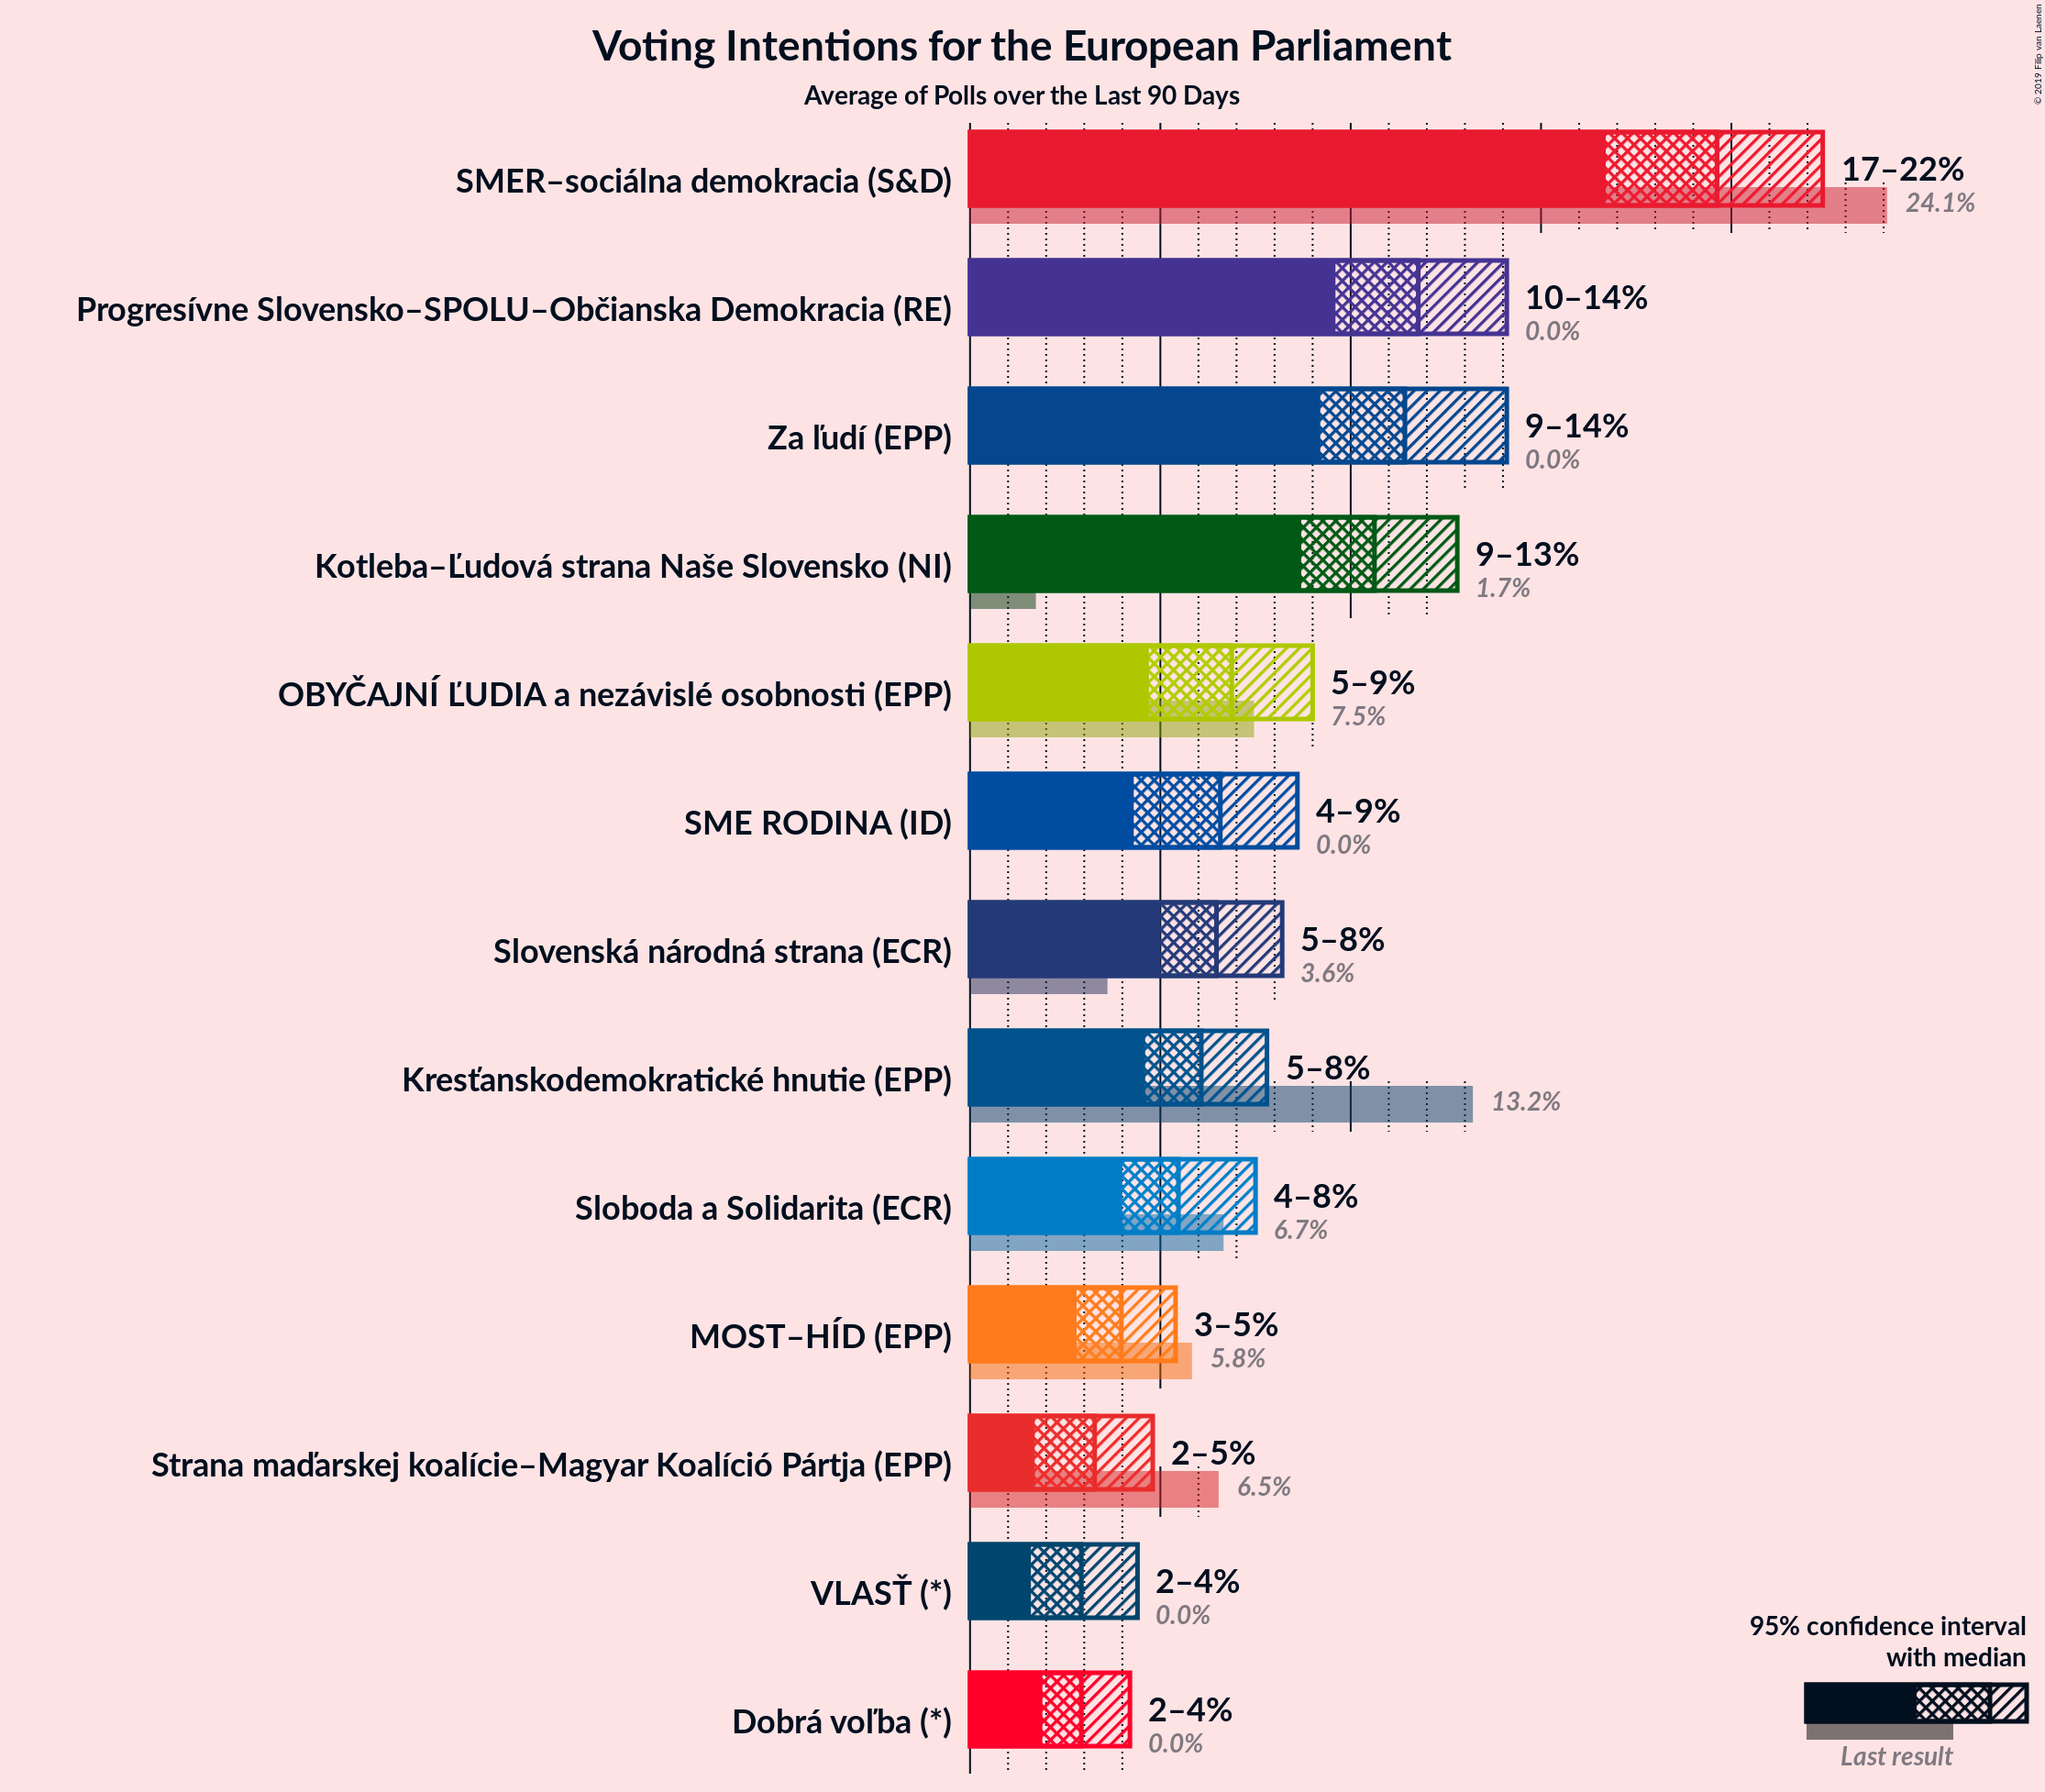 © 2019 Filip van Laenen
Voting Intentions for the European Parliament
Average of Polls over the Last 90 Days
SMER–sociálna demokracia (S&D)
17–22%
24.1%
Progresívne Slovensko–SPOLU–Občianska Demokracia (RE)
10–14%
0.0%
Za ľudí (EPP)
9–14%
0.0%
Kotleba–Ľudová strana Naše Slovensko (NI)
9–13%
1.7%
OBYČAJNÍ ĽUDIA a nezávislé osobnosti (EPP)
5–9%
7.5%
SME RODINA (ID)
4–9%
0.0%
Slovenská národná strana (ECR)
5–8%
3.6%
Kresťanskodemokratické hnutie (EPP)
5–8%
13.2%
Sloboda a Solidarita (ECR)
4–8%
6.7%
MOST–HÍD (EPP)
3–5%
5.8%
Strana maďarskej koalície–Magyar Koalíció Pártja (EPP)
2–5%
6.5%
VLASŤ (*)
2–4%
0.0%
Dobrá voľba (*)
2–4%
0.0%
95% confidence interval
with median
Last result